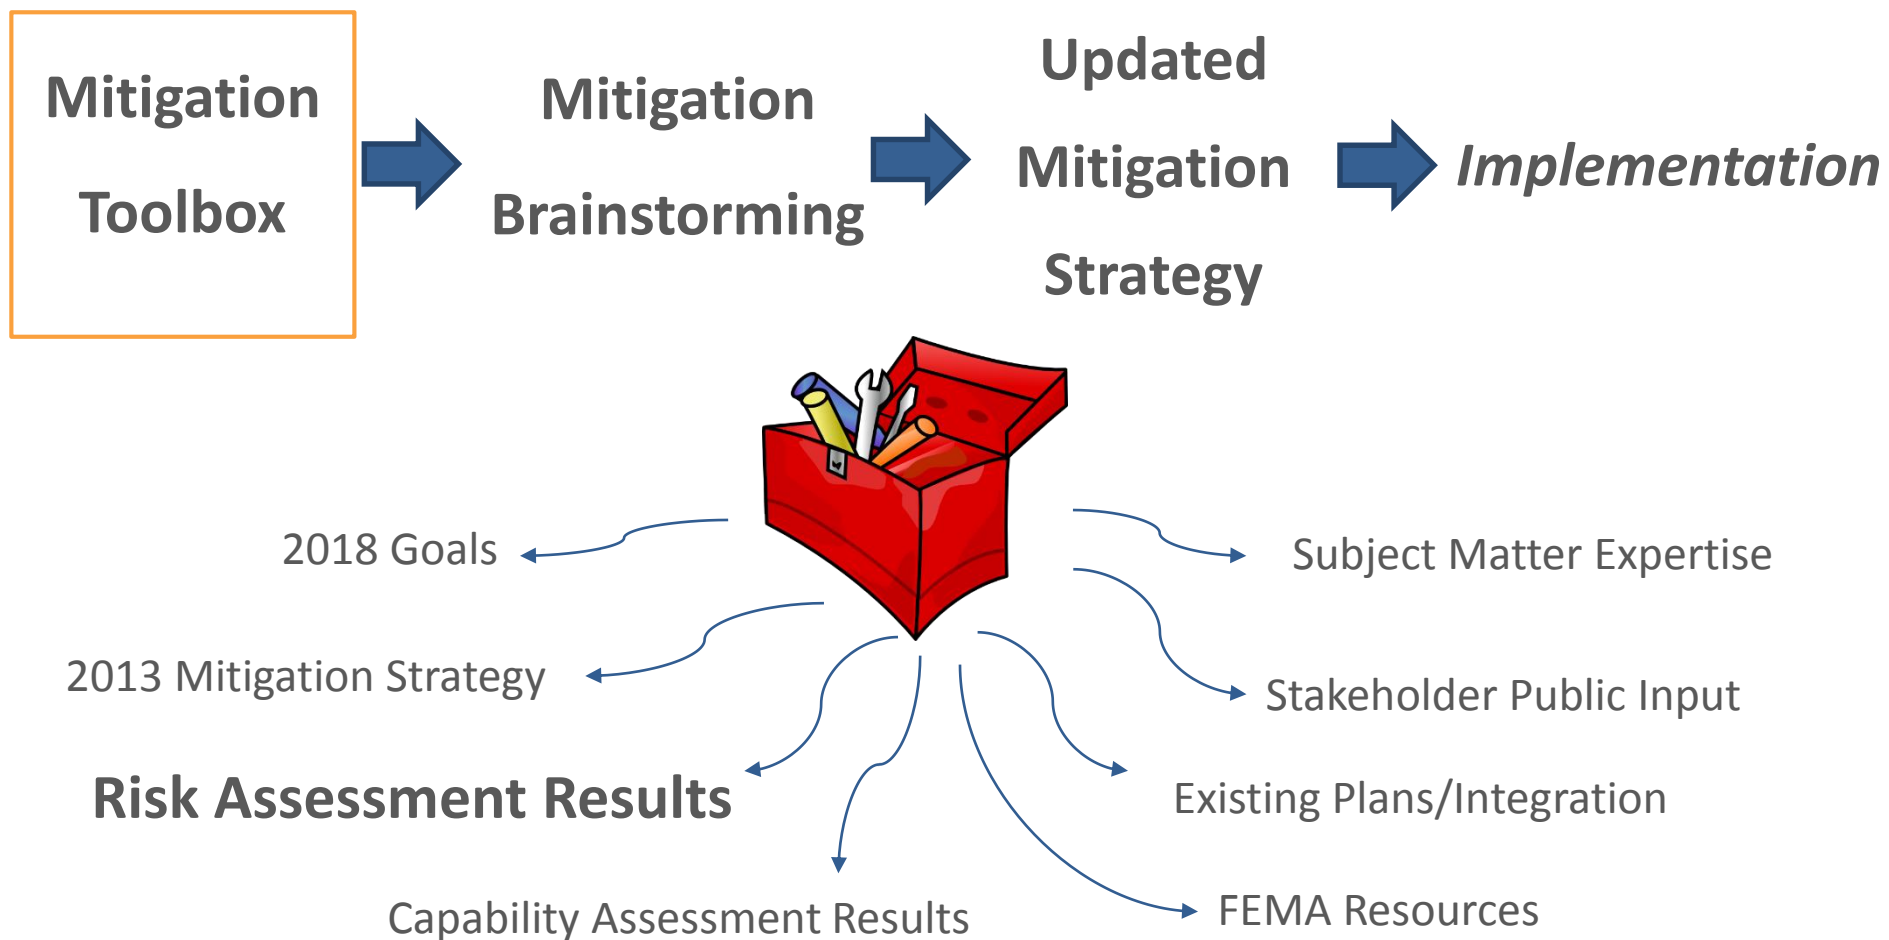 Mitigation
Toolbox
Mitigation
Brainstorming
Updated
Mitigation
Strategy
Implementation
2018 Goals
2013 Mitigation Strategy
Risk Assessment Results
Capability Assessment Results
Subject Matter Expertise
Stakeholder Public Input
Existing Plans/Integration
FEMA Resources